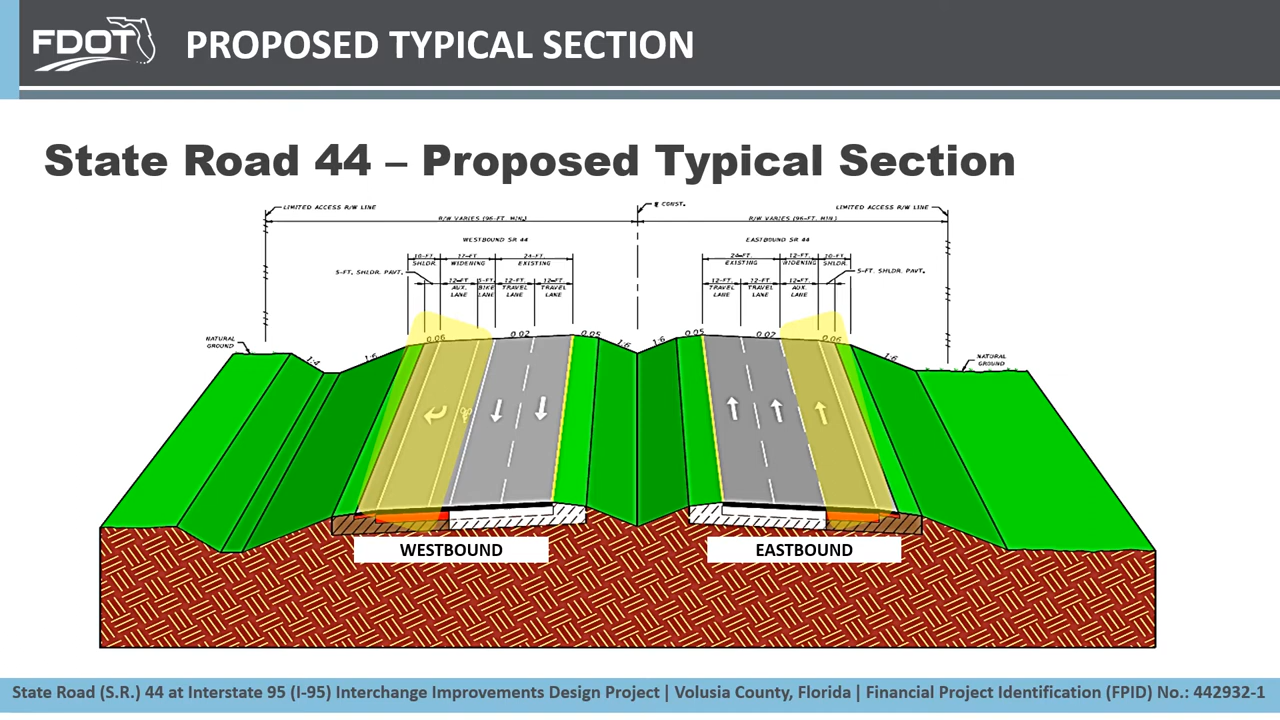 FDOT
PROPOSED TYPICAL SECTION
State Road 44 – Proposed Typical Section
LIMITED ACCESS R/W LINE
₵ CONST.
LIMITED ACCESS R/W LINE
R/W VARIES (96-FT. MIN.)
R/W VARIES (96-FT. MIN)
WESTBOUND SR 44
EASTBOUND SR 44
10-FT. SHLDR.
WIDENING
24-FT. EXISTING
24-FT. EXISTING
12-FT. WIDENING
10-FT. SHLDR.
5-FT. SHLDR. PAVT.
5-FT. SHLDR. PAVT.
12-FT. AUX. LANE
5-FT. BIKE LANE
12-FT. TRAVEL LANE
12-FT. TRAVEL LANE
12-FT. TRAVEL LANE
12-FT. TRAVEL LANE
12-FT. AUX. LANE
NATURAL GROUND
1:4
1:6
0.06
0.02
0.05
1:6
1:6
0.05
0.02
0.06
1:6
NATURAL GROUND
WESTBOUND
EASTBOUND
State Road (S.R.) 44 at Interstate 95 (I-95) Interchange Improvements Design Project | Volusia County, Florida | Financial Project Identification (FPID) No.: 442932-1